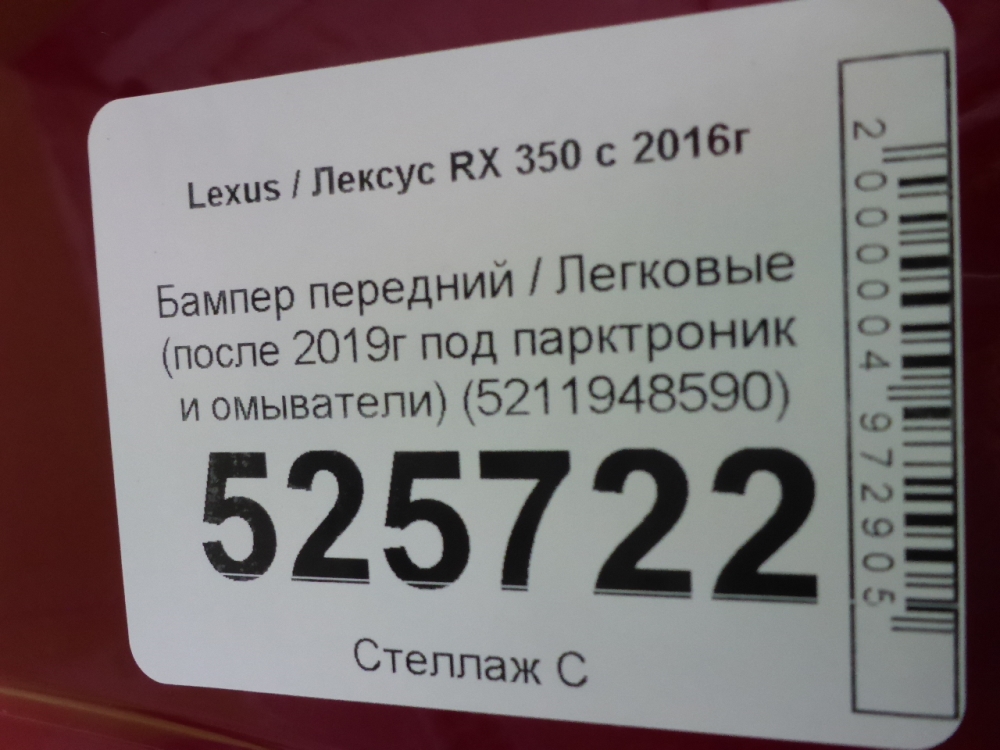 Lexus / Лексус RX 350 с 2016г
Бампер передний / Легковые
(после 2019г под парктроник
и омыватели) (5211948590)
525722
Стеллаж С
2000004972905